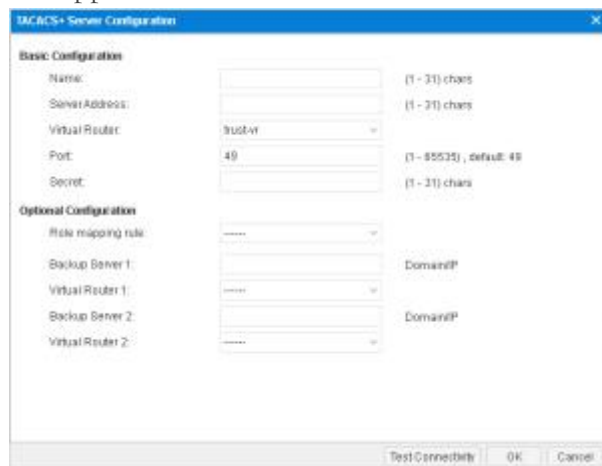 TACACS+ Server Configuration
Basic Configuration
Name: (1 - 31) chars
Server Address: (1 - 31) chars
Virtual Router: trust-vr
Port: 49 (1 - 65535) , default: 49
Secret: (1 - 31) chars
Optional Configuration
Role mapping rule: ------
Backup Server 1: Domain/IP
Virtual Router 1: ------
Backup Server 2: Domain/IP
Virtual Router 2: ------
Test Connectivity OK Cancel